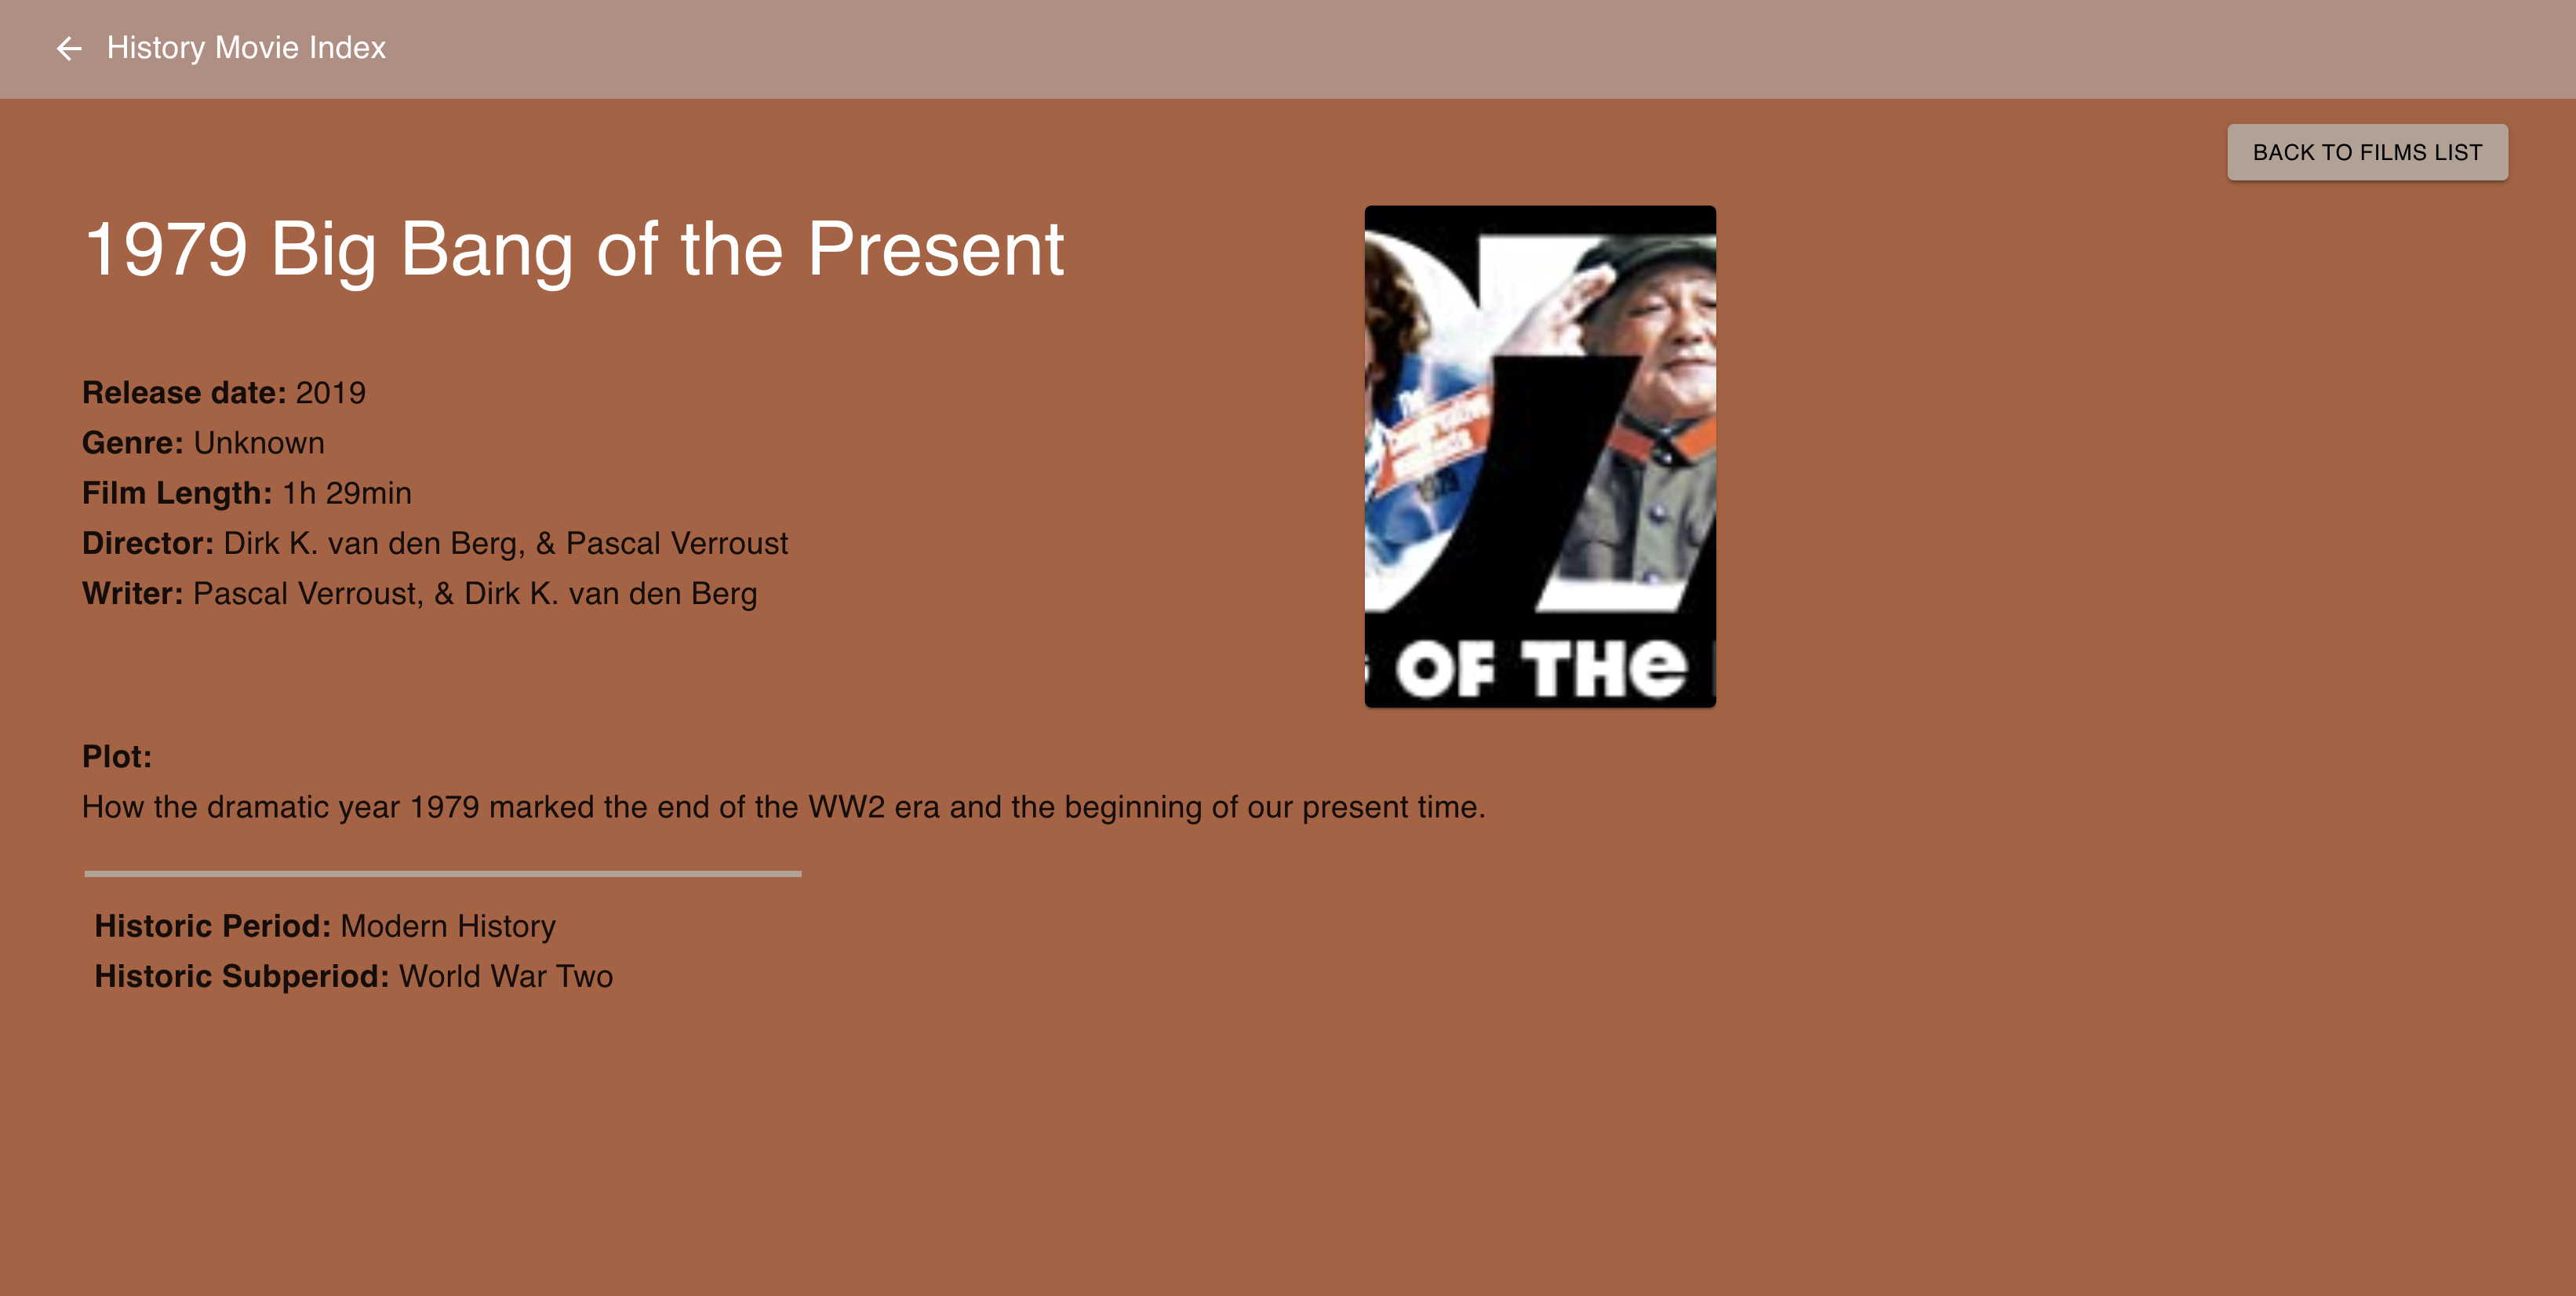 History Movie Index
BACK TO FILMS LIST
1979 Big Bang of the Present
Release date: 2019
Genre: Unknown
Film Length: 1h 29min
Director: Dirk K. van den Berg, & Pascal Verroust
Writer: Pascal Verroust, & Dirk K. van den Berg
1979
OF THe
Plot:
How the dramatic year 1979 marked the end of the WW2 era and the beginning of our present time.
Historic Period: Modern History
Historic Subperiod: World War Two